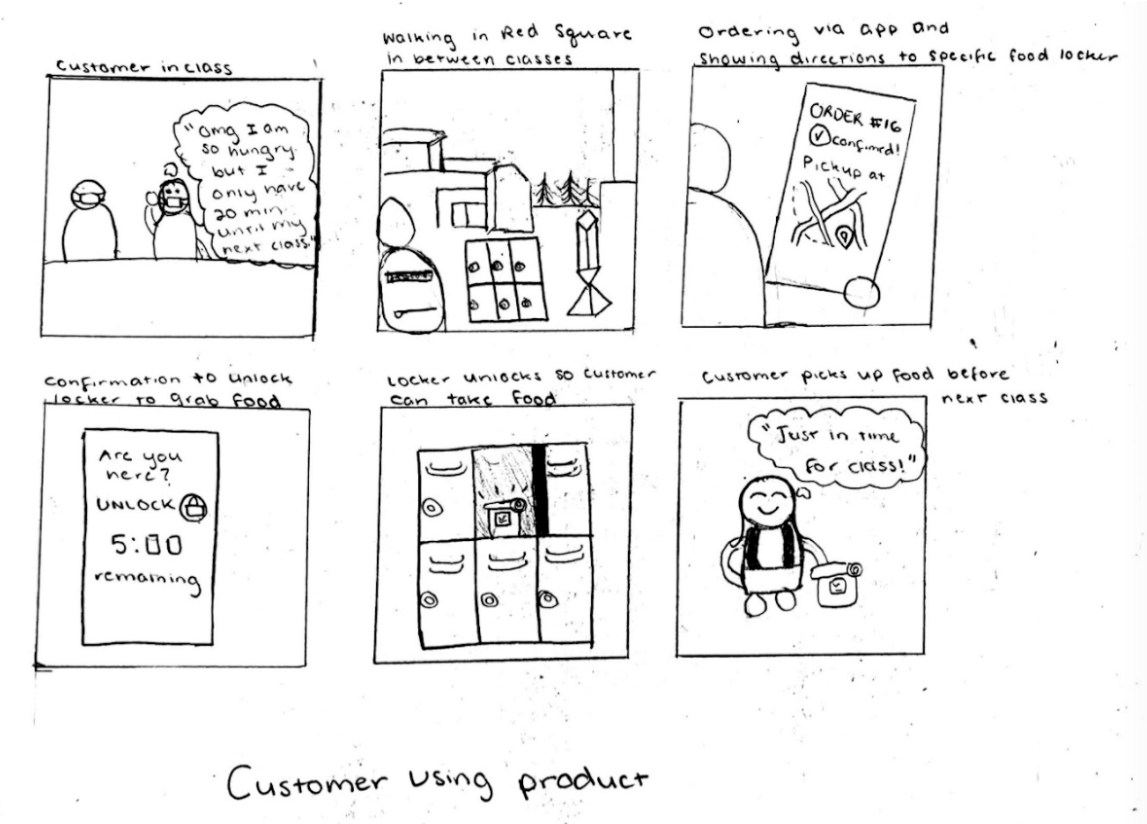 Customer in class
"omg I am
so hungry
but I
only have
20 min
until my
next class."
Walking in Red Square
in between classes
Ordering via app and
showing directions to specific food locker
ORDER #16
confirmed!
Pickup at
Confirmation to unlock
locker to grab food
Are you
here?
UNLOCK
5:00
remaining
Locker unlocks so customer
can take food
Customer picks up food before
next class
"Just in time
for class!"
Customer using product